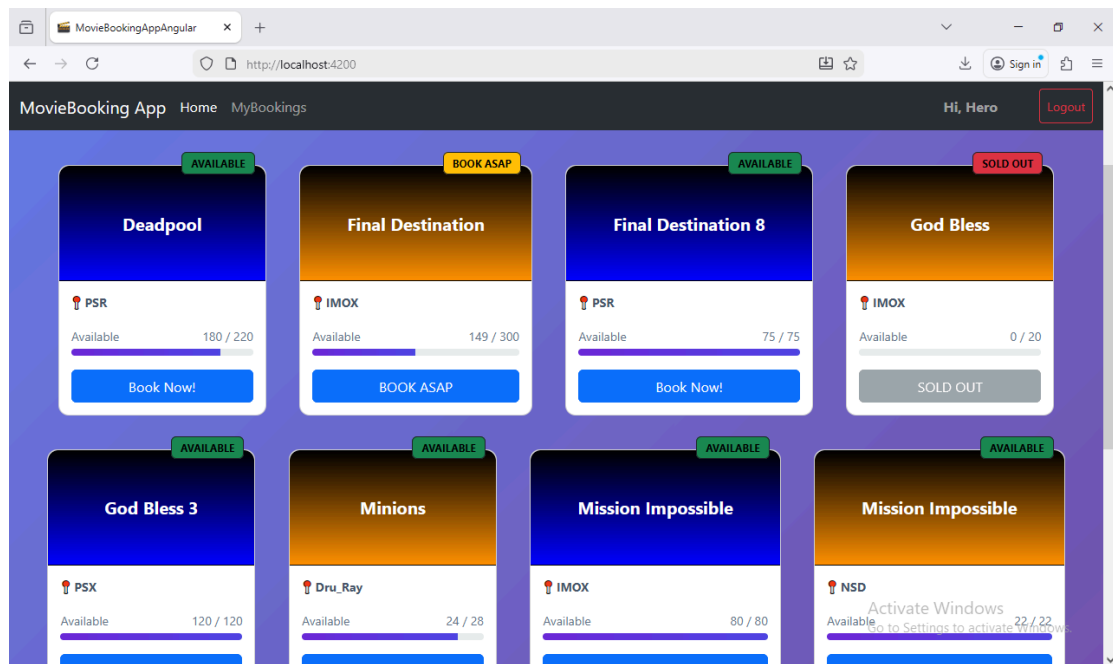 MovieBookingAppAngular
http://localhost:4200
Sign in
MovieBooking App Home MyBookings Hi, Hero Logout
AVAILABLE BOOK ASAP AVAILABLE SOLD OUT
Deadpool Final Destination Final Destination 8 God Bless
PSR IMOX PSR IMOX
Available 180 / 220 Available 149 / 300 Available 75 / 75 Available 0 / 20
Book Now! BOOK ASAP Book Now! SOLD OUT
AVAILABLE AVAILABLE AVAILABLE AVAILABLE
God Bless 3 Minions Mission Impossible Mission Impossible
PSX Dru_Ray IMOX NSD
Activate Windows
Available 120 / 120 Available 24 / 28 Available 80 / 80 Available 22 / 22
Go to Settings to activate Windows.